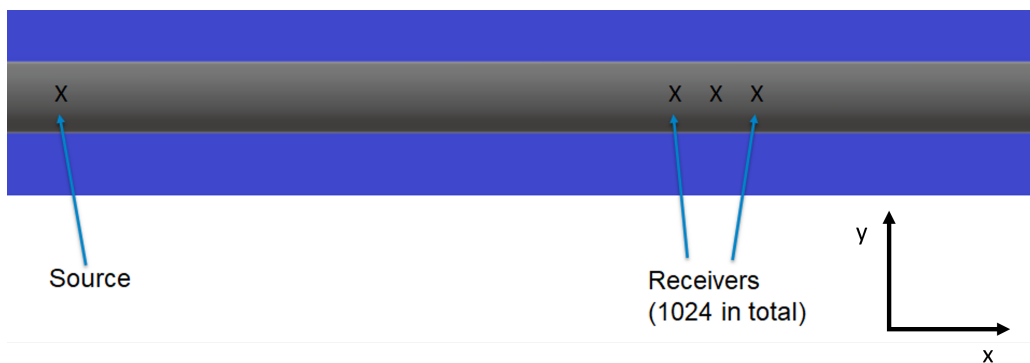 X
X X X
Source
Receivers
(1024 in total)
y
x